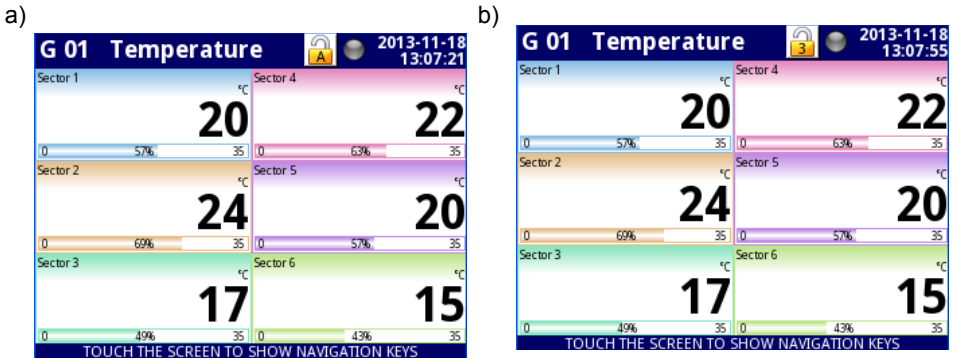 a)
G 01 Temperature A 2013-11-18
13:07:21
Sector 1 Sector 4
°C °C
20 22
0 57% 35 0 63% 35
Sector 2 Sector 5
°C °C
24 20
0 69% 35 0 57% 35
Sector 3 Sector 6
°C °C
17 15
0 49% 35 0 43% 35
TOUCH THE SCREEN TO SHOW NAVIGATION KEYS
b)
G 01 Temperature 3 2013-11-18
13:07:55
Sector 1 Sector 4
°C °C
20 22
0 57% 35 0 63% 35
Sector 2 Sector 5
°C °C
24 20
0 69% 35 0 57% 35
Sector 3 Sector 6
°C °C
17 15
0 49% 35 0 43% 35
TOUCH THE SCREEN TO SHOW NAVIGATION KEYS